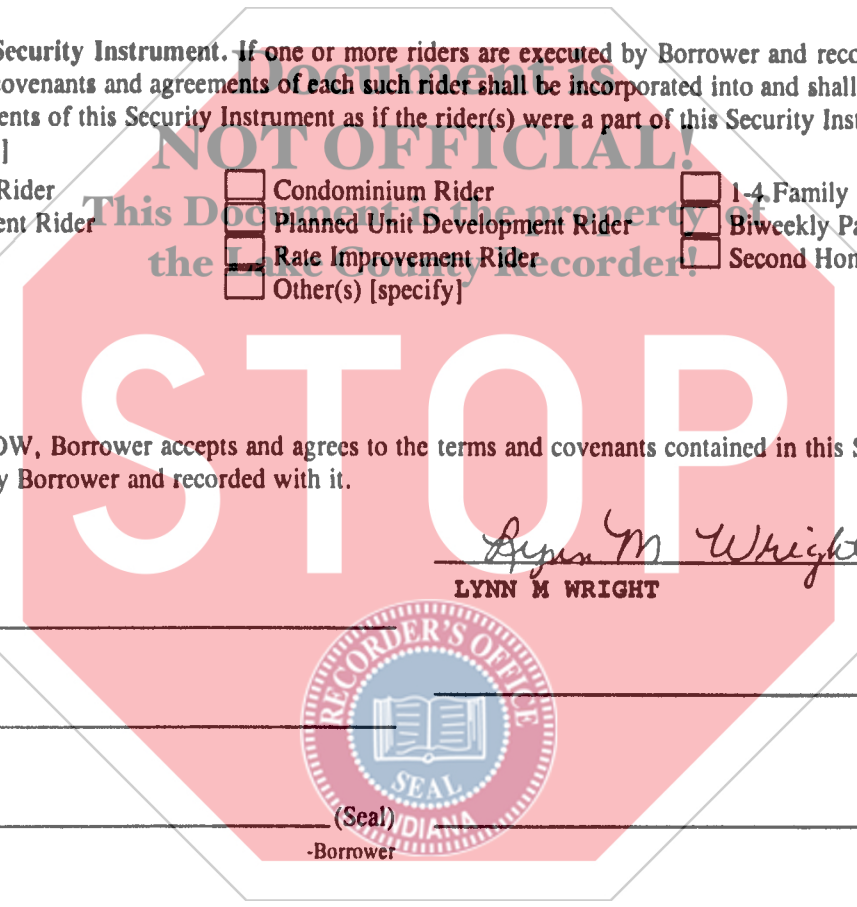 Security Instrument. If one or more riders are executed by Borrower and reco
ovenants and agreements of each such rider shall be incorporated into and shall
ents of this Security Instrument as if the rider(s) were a part of this Security Inst
]
Rider Condominium Rider 1-4 Family
ent Rider Planned Unit Development Rider Biweekly Pa
Rate Improvement Rider Second Hom
Other(s) [specify]
Document is
NOT OFFICIAL!
This Document is the property of
the Lake County Recorder!
STOP
OW, Borrower accepts and agrees to the terms and covenants contained in this S
y Borrower and recorded with it.
Lynn M Wright
LYNN M WRIGHT
RECORDER'S OFFICE
SEAL
INDIANA
(Seal)
-Borrower